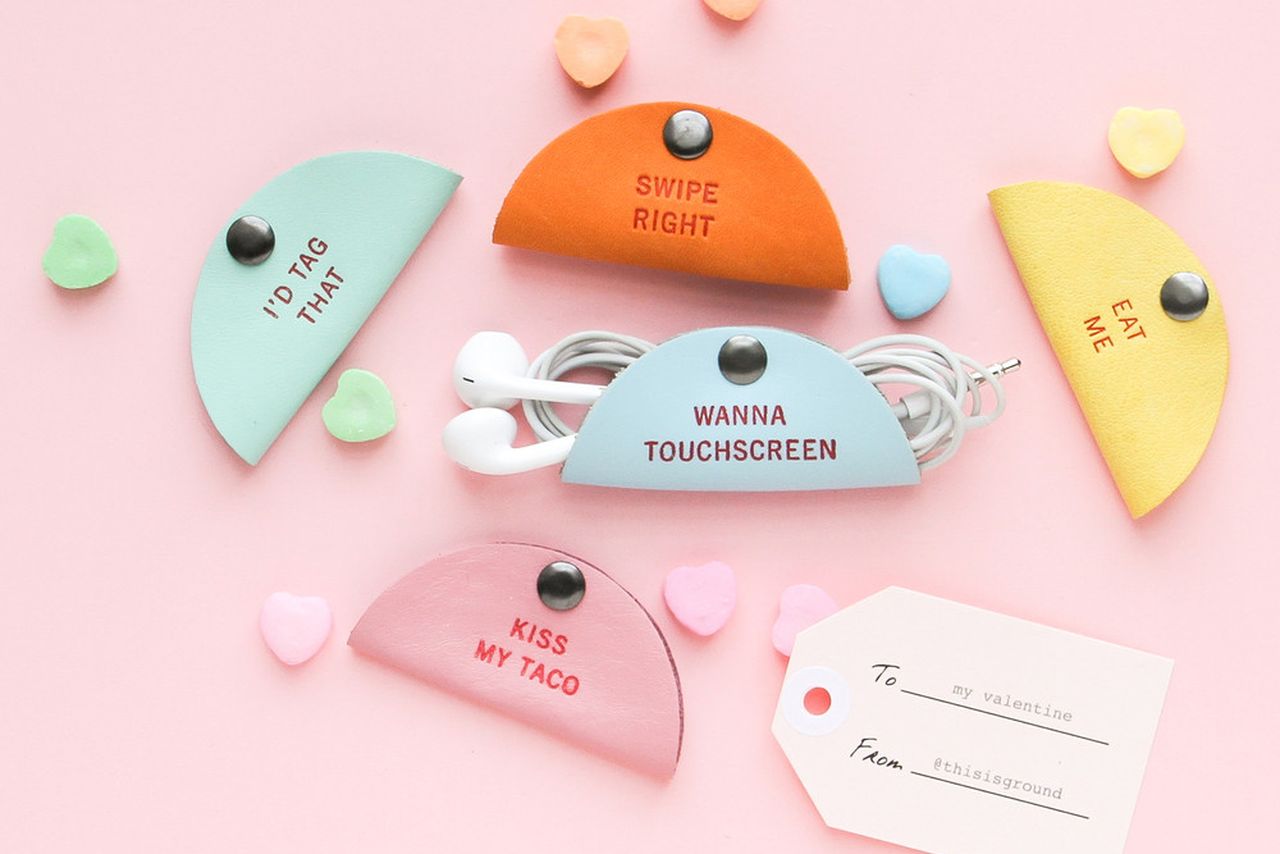 SWIPE
RIGHT
I'D TAG
THAT
EAT
ME
WANNA
TOUCHSCREEN
KISS
MY TACO
To my valentine
From @thisisground